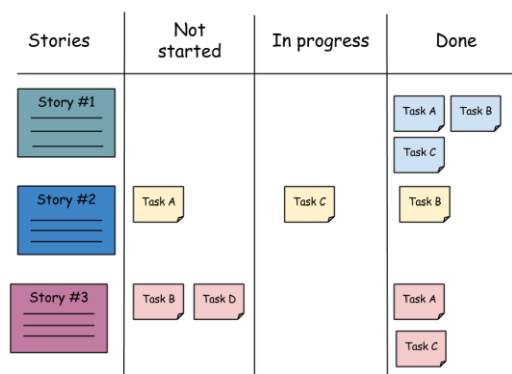 Stories
Not
started
In progress
Done
Story #1
Task A
Task B
Task C
Story #2
Task A
Task C
Task B
Story #3
Task B
Task D
Task A
Task C